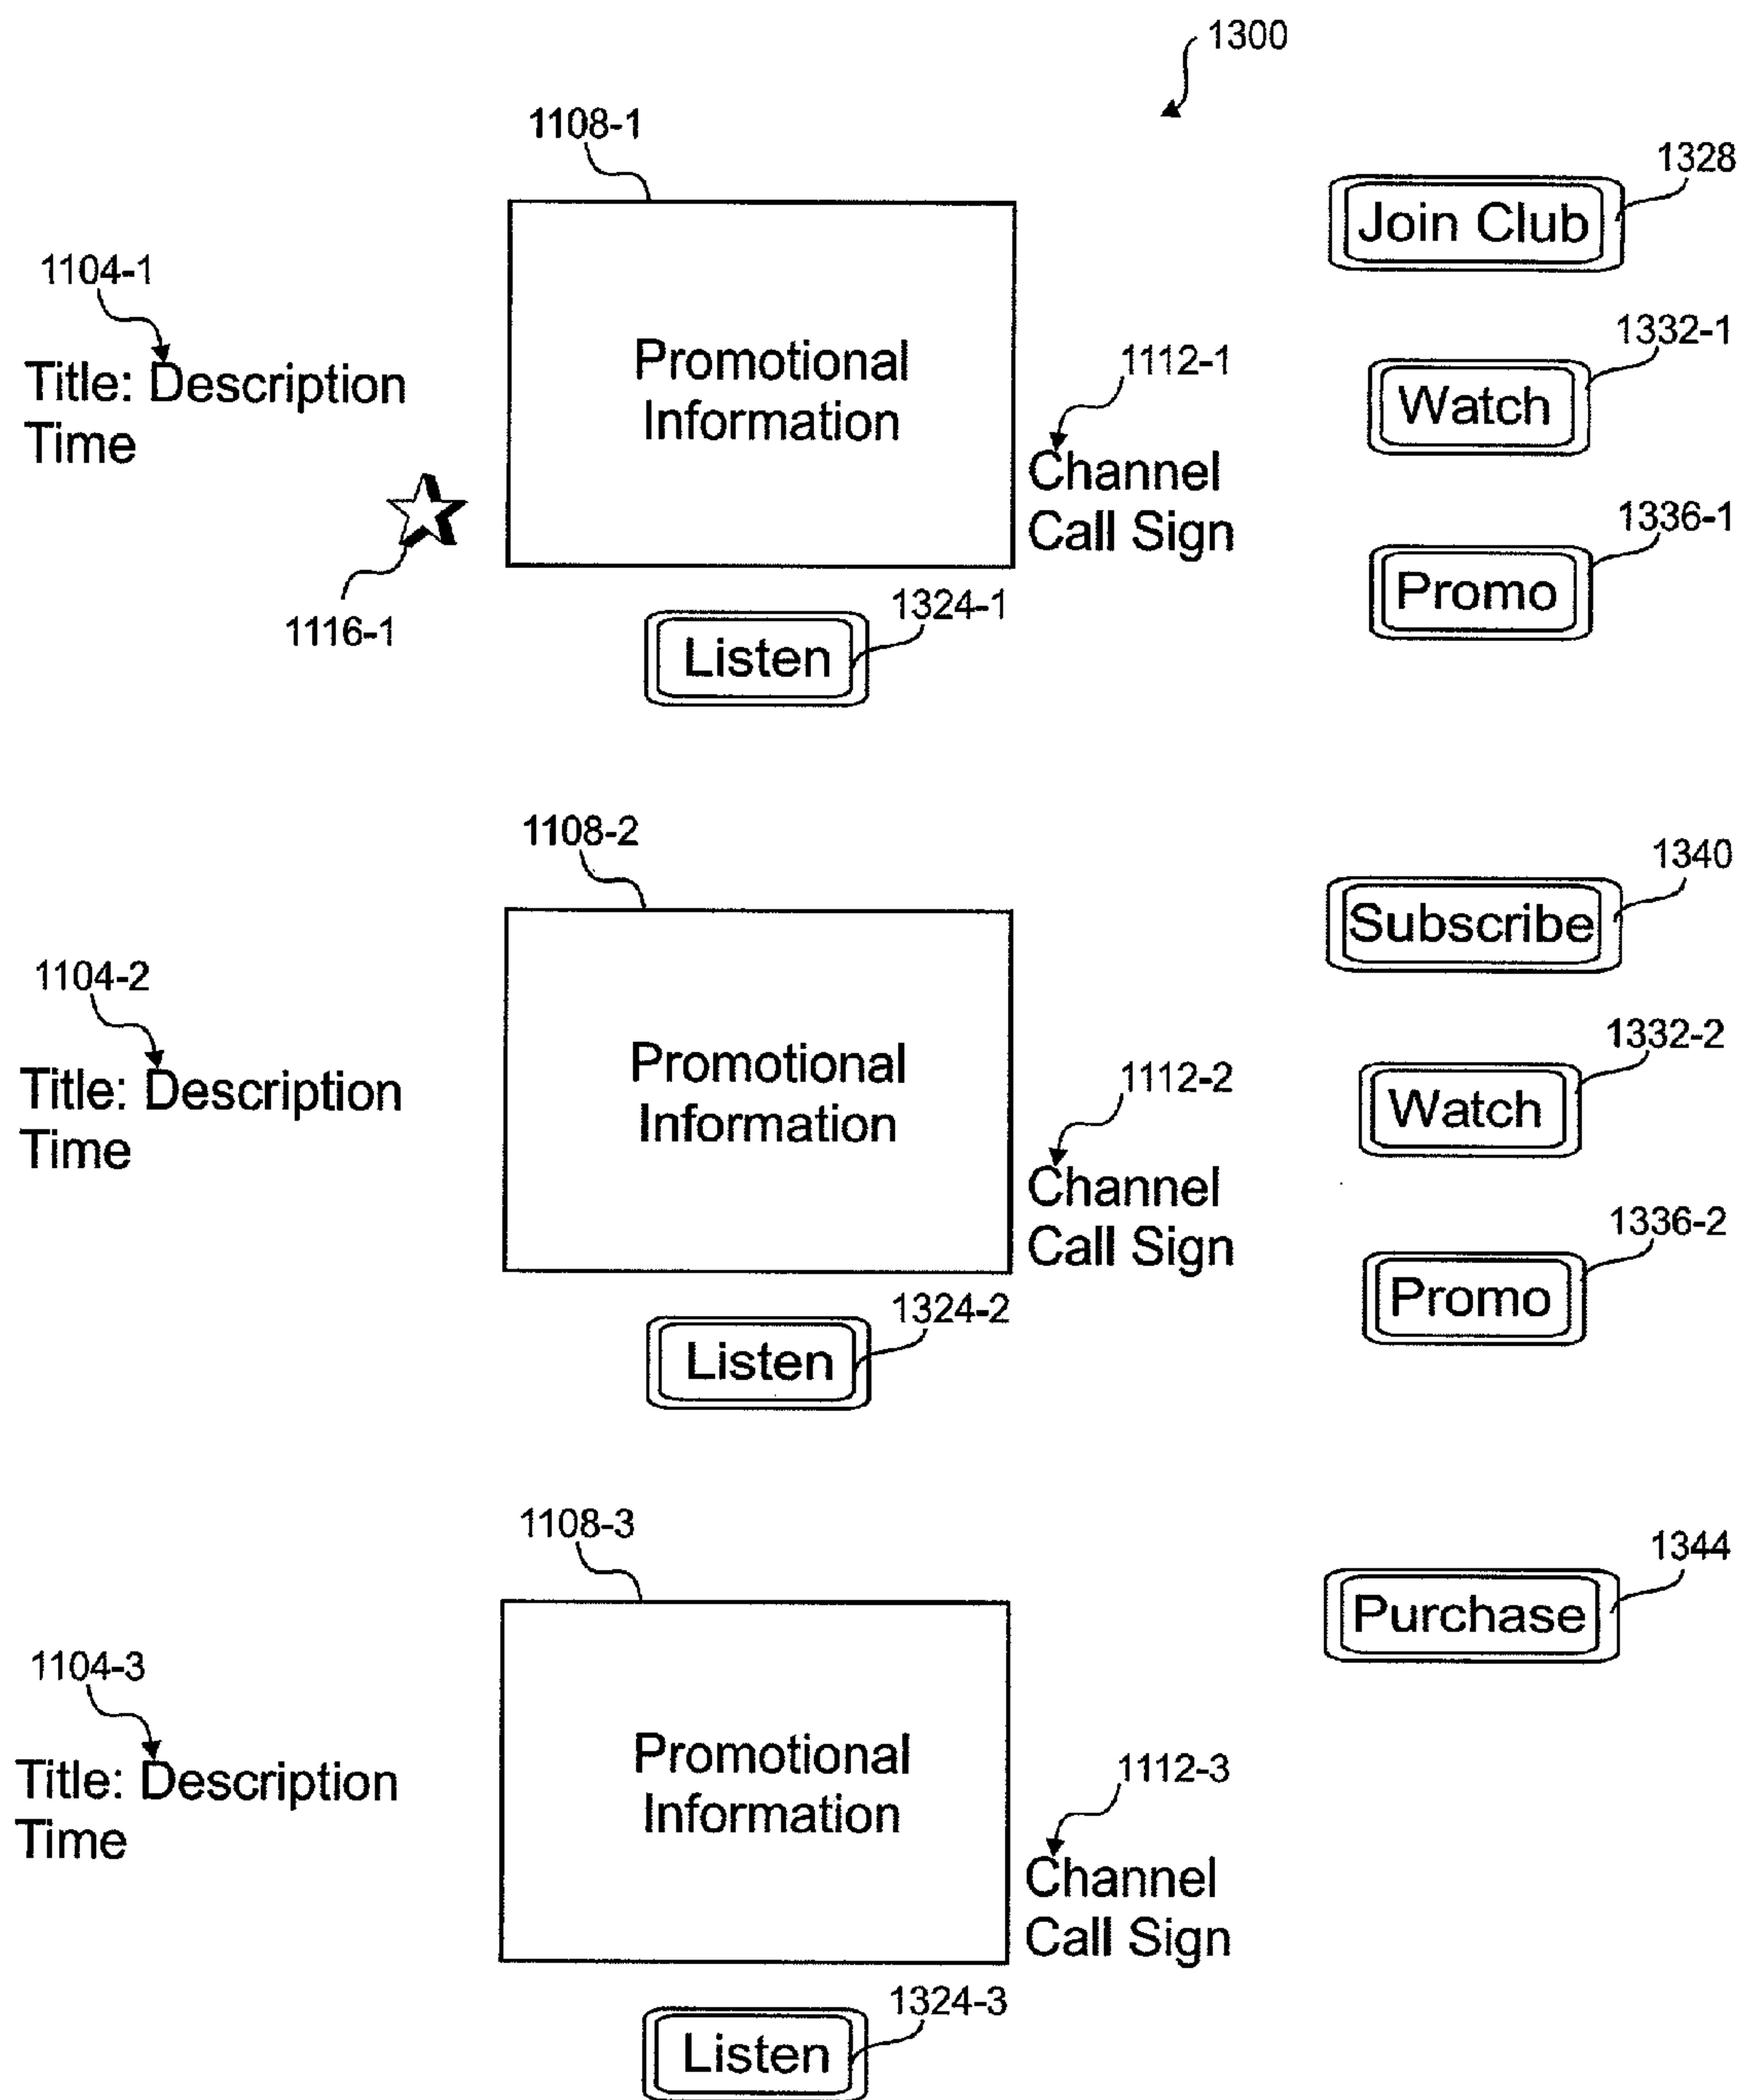 1300
1108-1
1328
Join Club
1104-1
1332-1
Title: Description
Time
Promotional
Information
1112-1
Watch
Channel
Call Sign
1336-1
Promo
1116-1
1324-1
Listen
1108-2
1340
Subscribe
1104-2
1332-2
Title: Description
Time
Promotional
Information
1112-2
Watch
Channel
Call Sign
1336-2
Promo
1324-2
Listen
1108-3
1344
Purchase
1104-3
Title: Description
Time
Promotional
Information
1112-3
Channel
Call Sign
1324-3
Listen